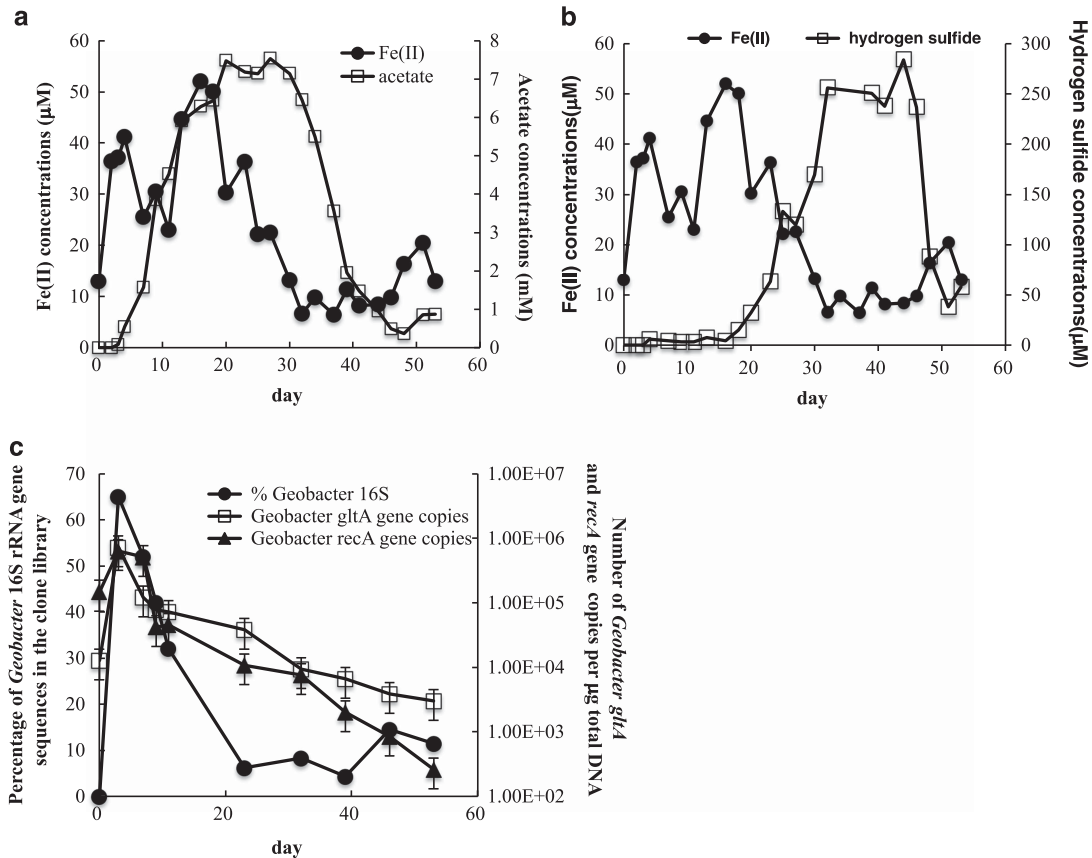 a
Fe(II)
acetate
60
50
40
30
20
10
0
Fe(II) concentrations (µM)
8
7
6
5
4
3
2
1
0
Acetate concentrations (mM)
0 10 20 30 40 50 60
day
b
Fe(II) hydrogen sulfide
60
50
40
30
20
10
0
Fe(II) concentrations(µM)
300
250
200
150
100
50
0
Hydrogen sulfide concentratons(µM)
0 10 20 30 40 50 60
day
c
% Geobacter 16S
Geobacter gltA gene copies
Geobacter recA gene copies
70
60
50
40
30
20
10
0
Percentage of Geobacter 16S rRNA gene
sequences in the clone library
1.00E+07
1.00E+06
1.00E+05
1.00E+04
1.00E+03
1.00E+02
Number of Geobacter gltA
and recA gene copies per µg total DNA
0 20 40 60
day